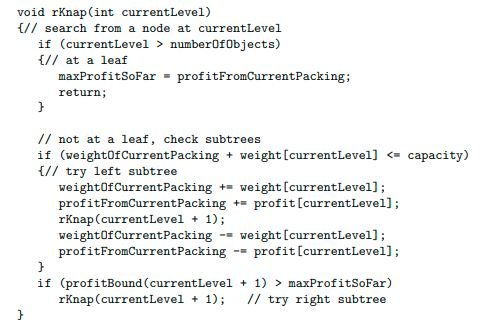 void rKnap(int currentLevel)
{// search from a node at currentLevel
   if (currentLevel > numberOfObjects)
   {// at a leaf
      maxProfitSoFar = profitFromCurrentPacking;
      return;
   }

   // not at a leaf, check subtrees
   if (weightOfCurrentPacking + weight[currentLevel] <= capacity)
   {// try left subtree
      weightOfCurrentPacking += weight[currentLevel];
      profitFromCurrentPacking += profit[currentLevel];
      rKnap(currentLevel + 1);
      weightOfCurrentPacking -= weight[currentLevel];
      profitFromCurrentPacking -= profit[currentLevel];
   }
   if (profitBound(currentLevel + 1) > maxProfitSoFar)
      rKnap(currentLevel + 1);   // try right subtree
}